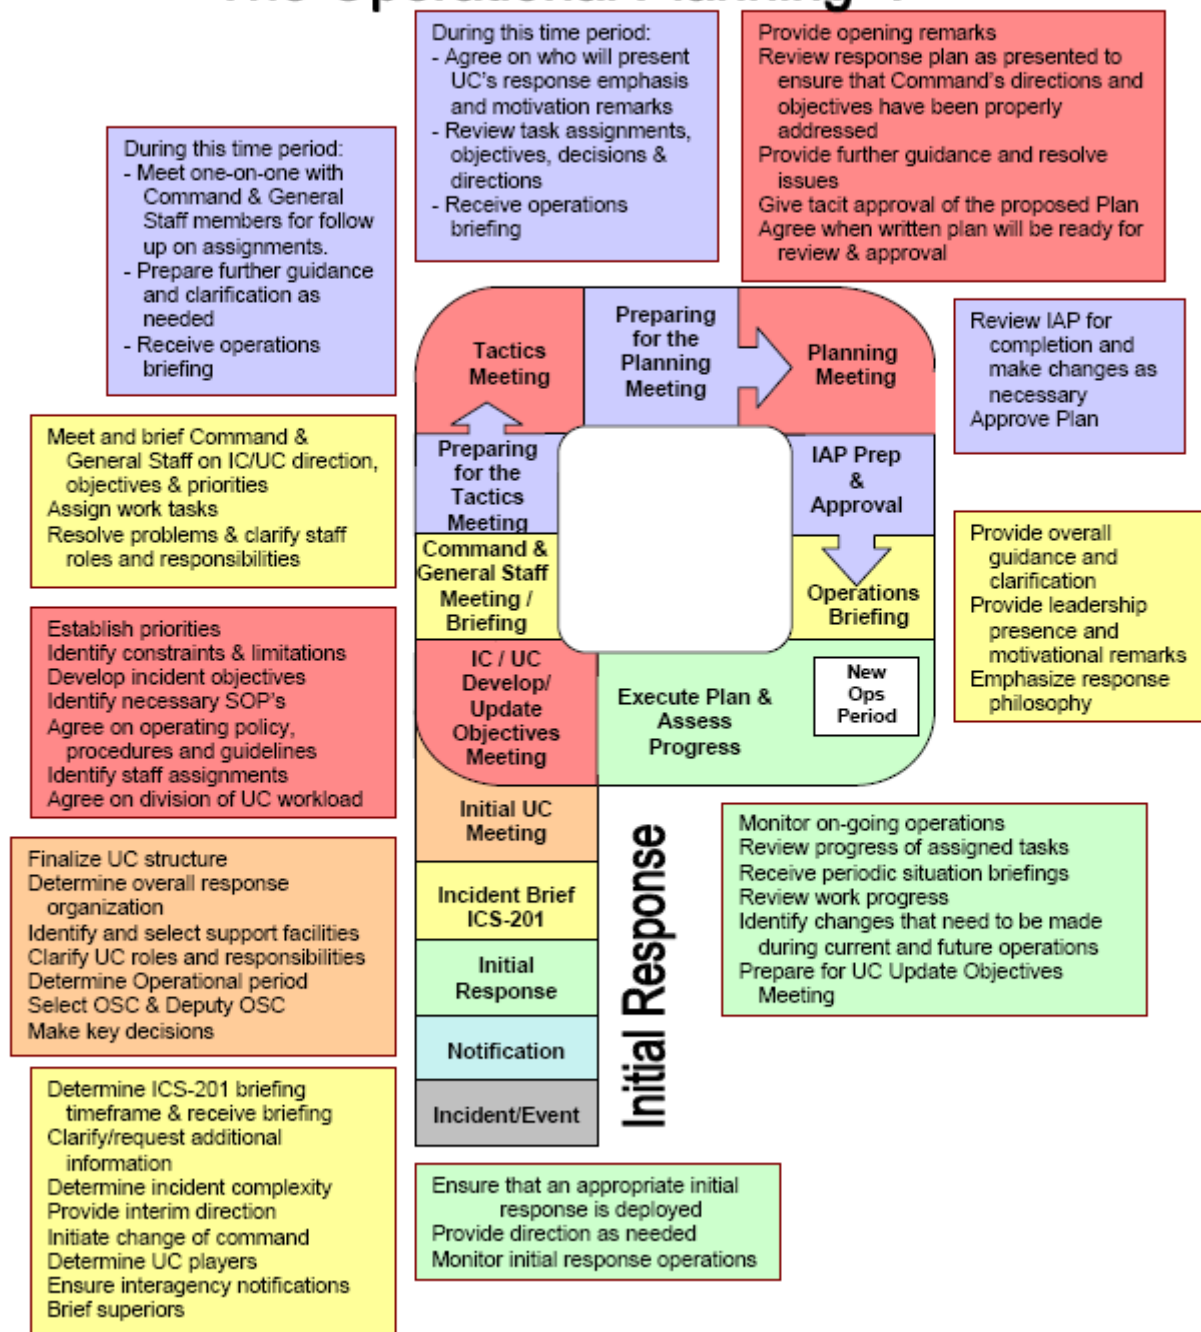 The Operational Planning
During this time period:
- Agree on who will present
UC's response emphasis
and motivation remarks
- Review task assignments,
objectives, decisions &
directions
- Receive operations
briefing
Provide opening remarks
Review response plan as presented to
ensure that Command's directions and
objectives have been properly
addressed
Provide further guidance and resolve
issues
Give tacit approval of the proposed Plan
Agree when written plan will be ready for
review & approval
During this time period:
- Meet one-on-one with
Command & General
Staff members for follow
up on assignments.
- Prepare further guidance
and clarification as
needed
- Receive operations
briefing
Tactics
Meeting
Preparing
for the
Planning
Meeting
Planning
Meeting
Review IAP for
completion and
make changes as
necessary
Approve Plan
Meet and brief Command &
General Staff on IC/UC direction,
objectives & priorities
Assign work tasks
Resolve problems & clarify staff
roles and responsibilities
Preparing
for the
Tactics
Meeting
IAP Prep
&
Approval
Command &
General Staff
Meeting /
Briefing
Operations
Briefing
Provide overall
guidance and
clarification
Provide leadership
presence and
motivational remarks
Emphasize response
philosophy
Establish priorities
Identify constraints & limitations
Develop incident objectives
Identify necessary SOP's
Agree on operating policy,
procedures and guidelines
Identify staff assignments
Agree on division of UC workload
IC / UC
Develop/
Update
Objectives
Meeting
Execute Plan &
Assess
Progress
New
Ops
Period
Initial UC
Meeting
Finalize UC structure
Determine overall response
organization
Identify and select support facilities
Clarify UC roles and responsibilities
Determine Operational period
Select OSC & Deputy OSC
Make key decisions
Incident Brief
ICS-201
Initial
Response
Notification
Incident/Event
Initial Response
Monitor on-going operations
Review progress of assigned tasks
Receive periodic situation briefings
Review work progress
Identify changes that need to be made
during current and future operations
Prepare for UC Update Objectives
Meeting
Determine ICS-201 briefing
timeframe & receive briefing
Clarify/request additional
information
Determine incident complexity
Provide interim direction
Initiate change of command
Determine UC players
Ensure interagency notifications
Brief superiors
Ensure that an appropriate initial
response is deployed
Provide direction as needed
Monitor initial response operations